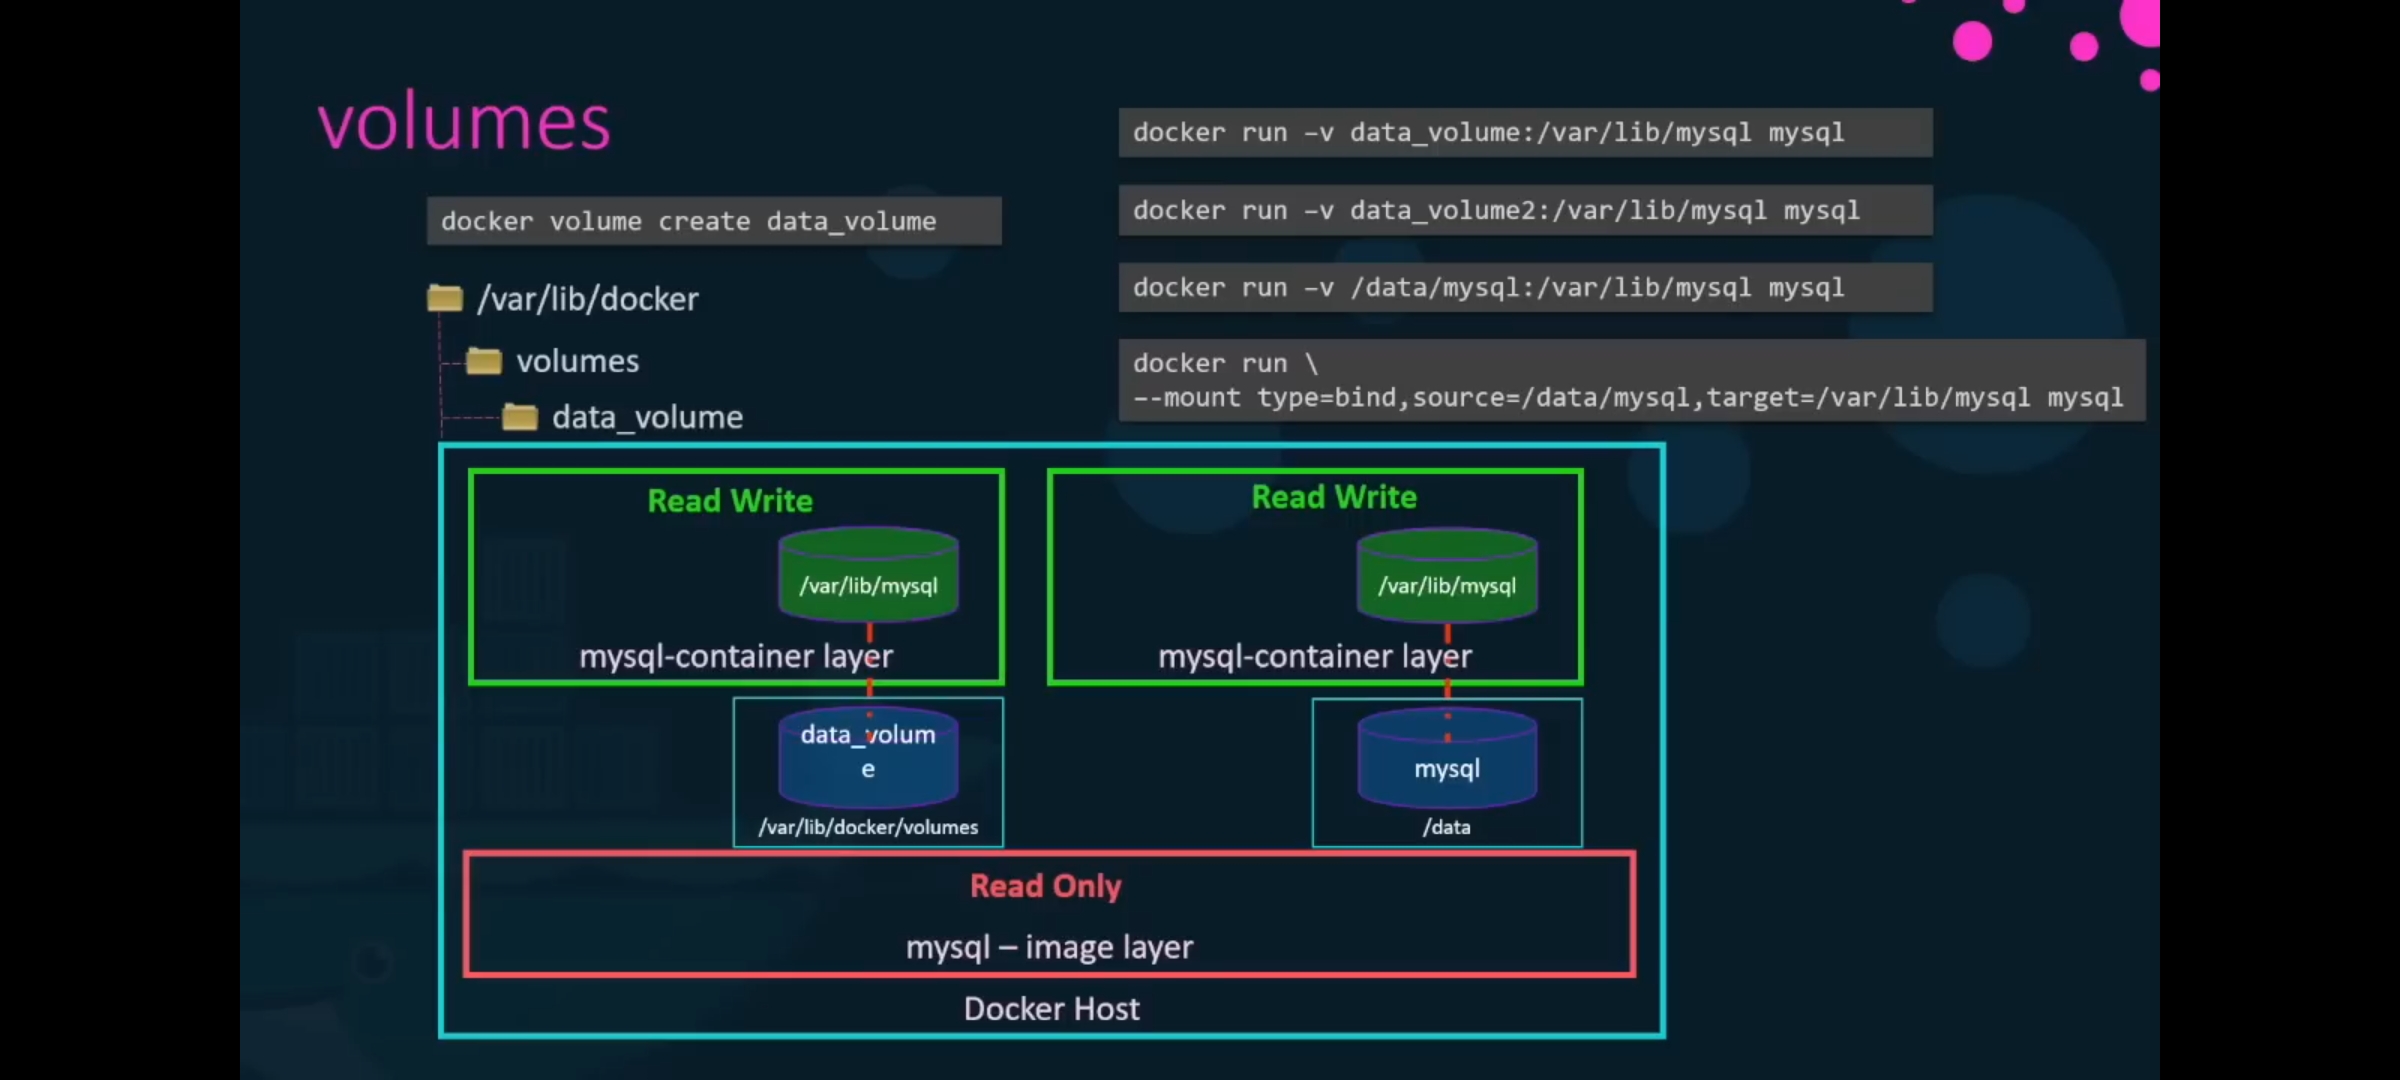 volumes
docker volume create data_volume
/var/lib/docker
volumes
data_volume
docker run –v data_volume:/var/lib/mysql mysql
docker run –v data_volume2:/var/lib/mysql mysql
docker run –v /data/mysql:/var/lib/mysql mysql
docker run \
--mount type=bind,source=/data/mysql,target=/var/lib/mysql mysql
Read Write
/var/lib/mysql
mysql-container layer
data_volum
e
/var/lib/docker/volumes
Read Write
/var/lib/mysql
mysql-container layer
mysql
/data
Read Only
mysql – image layer
Docker Host